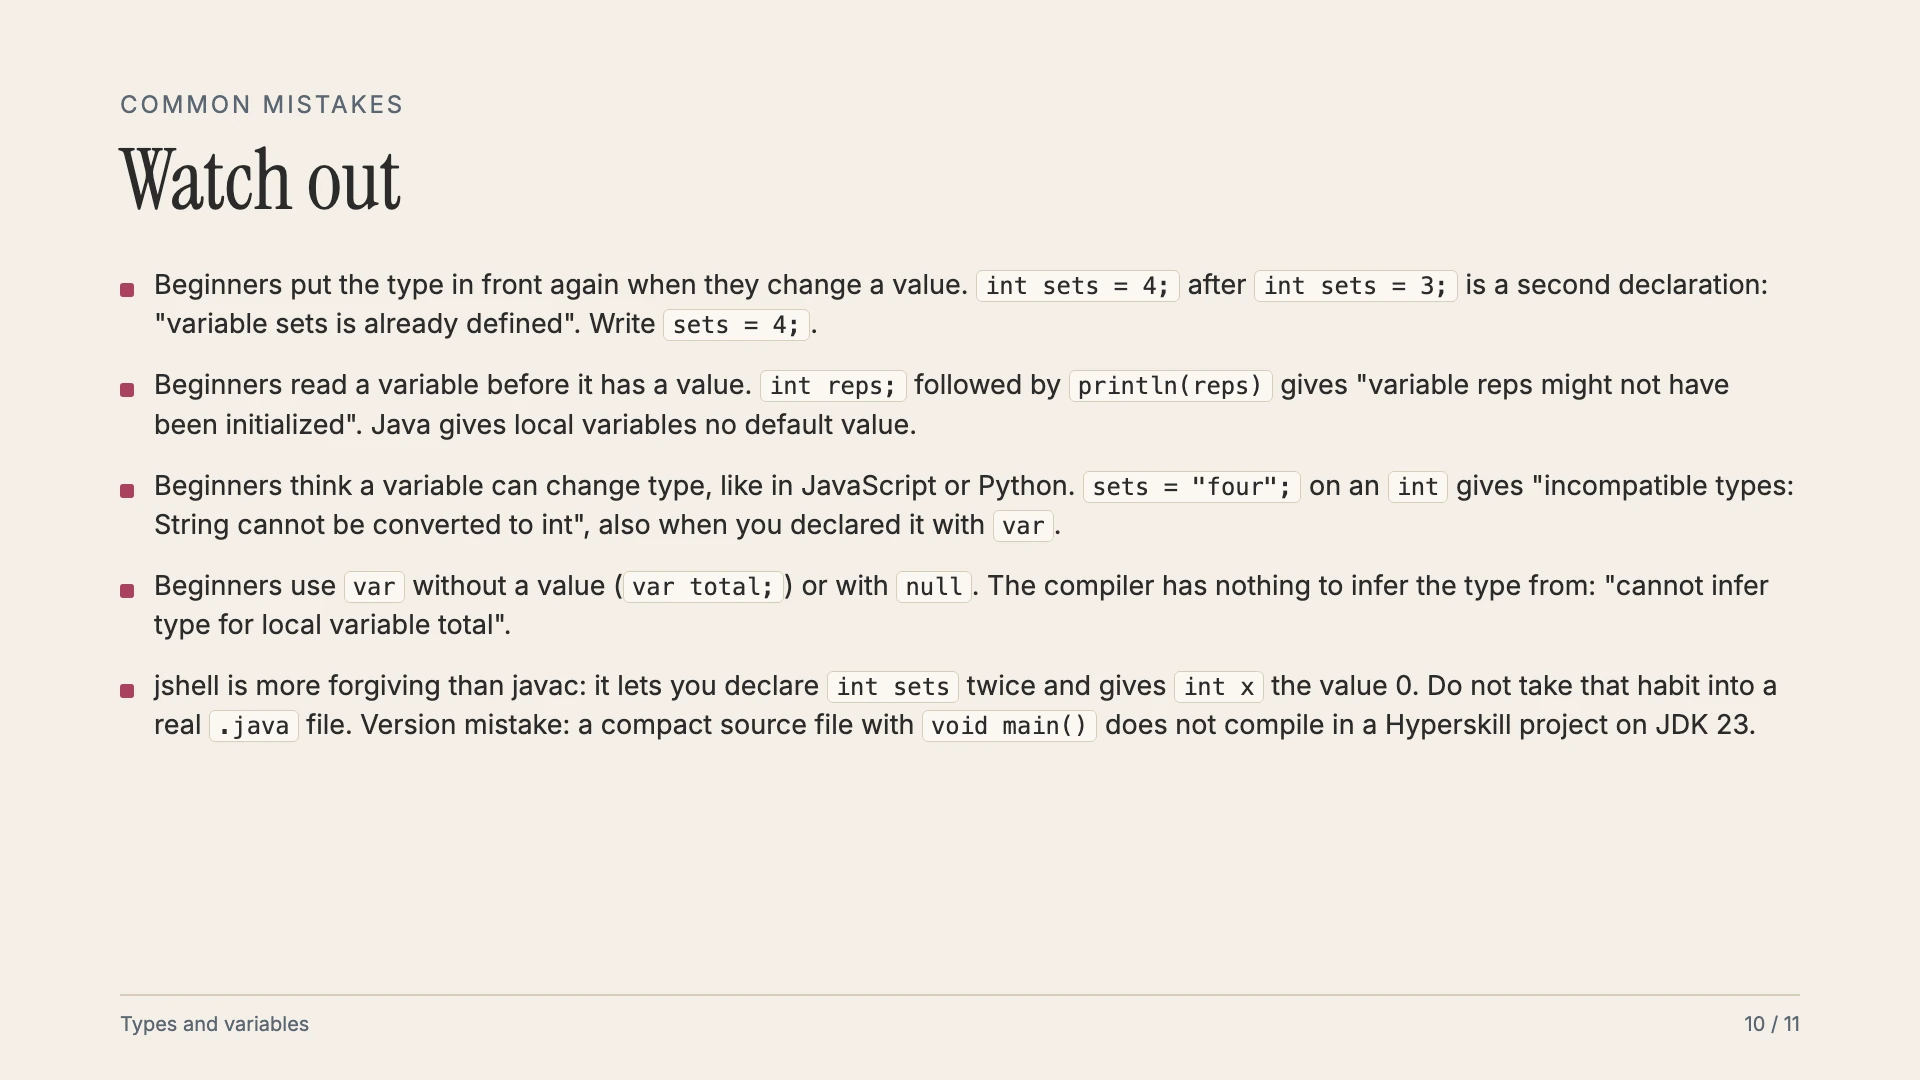 COMMON MISTAKES
Watch out
Beginners put the type in front again when they change a value. int sets = 4; after int sets = 3; is a second declaration:
"variable sets is already defined". Write sets = 4; .
Beginners read a variable before it has a value. int reps; followed by println(reps) gives "variable reps might not have
been initialized". Java gives local variables no default value.
Beginners think a variable can change type, like in JavaScript or Python. sets = "four"; on an int gives "incompatible types:
String cannot be converted to int", also when you declared it with var.
Beginners use var without a value (var total;) or with null. The compiler has nothing to infer the type from: "cannot infer
type for local variable total".
jshell is more forgiving than javac: it lets you declare int sets twice and gives int x the value 0. Do not take that habit into a
real .java file. Version mistake: a compact source file with void main() does not compile in a Hyperskill project on JDK 23.
Types and variables
10 / 11